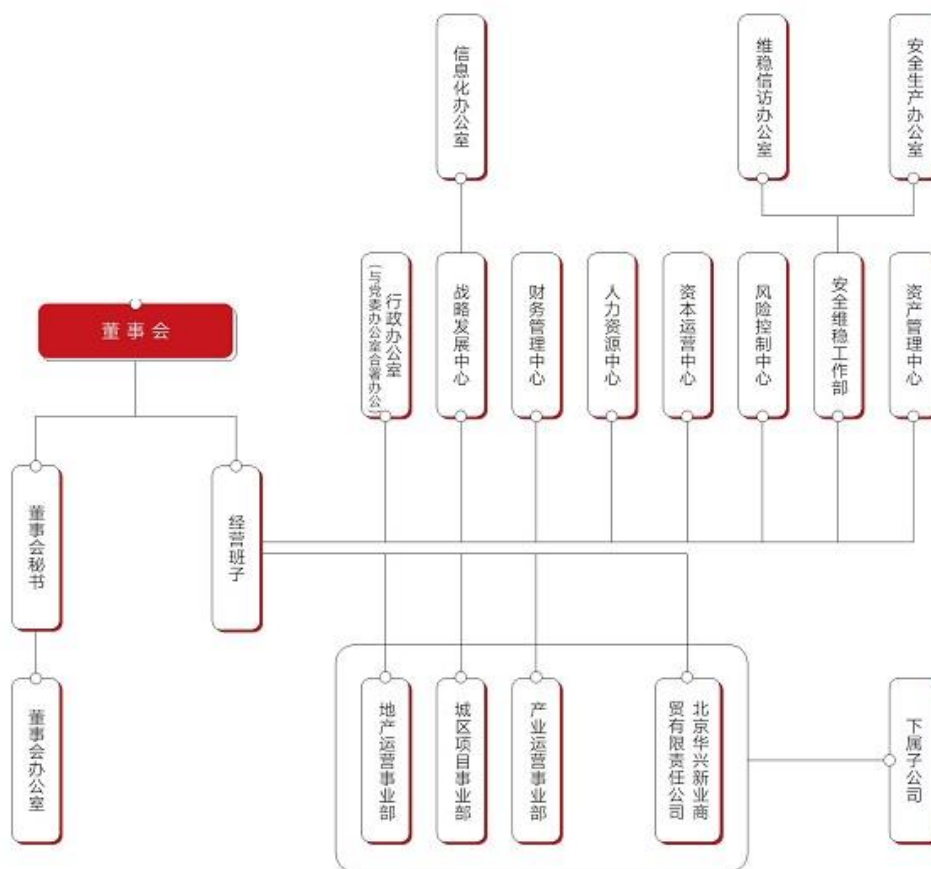 信息化办公室
维稳信访办公室
安全生产办公室
行政办公室
(与党委办公室合署办公)
战略发展中心
财务管理中心
人力资源中心
资本运营中心
风险控制中心
安全维稳工作部
资产管理中心
董事会
董事会秘书
经营班子
董事会办公室
地产运营事业部
城区项目事业部
产业运营事业部
北京华兴新业商
贸有限责任公司
下属子公司